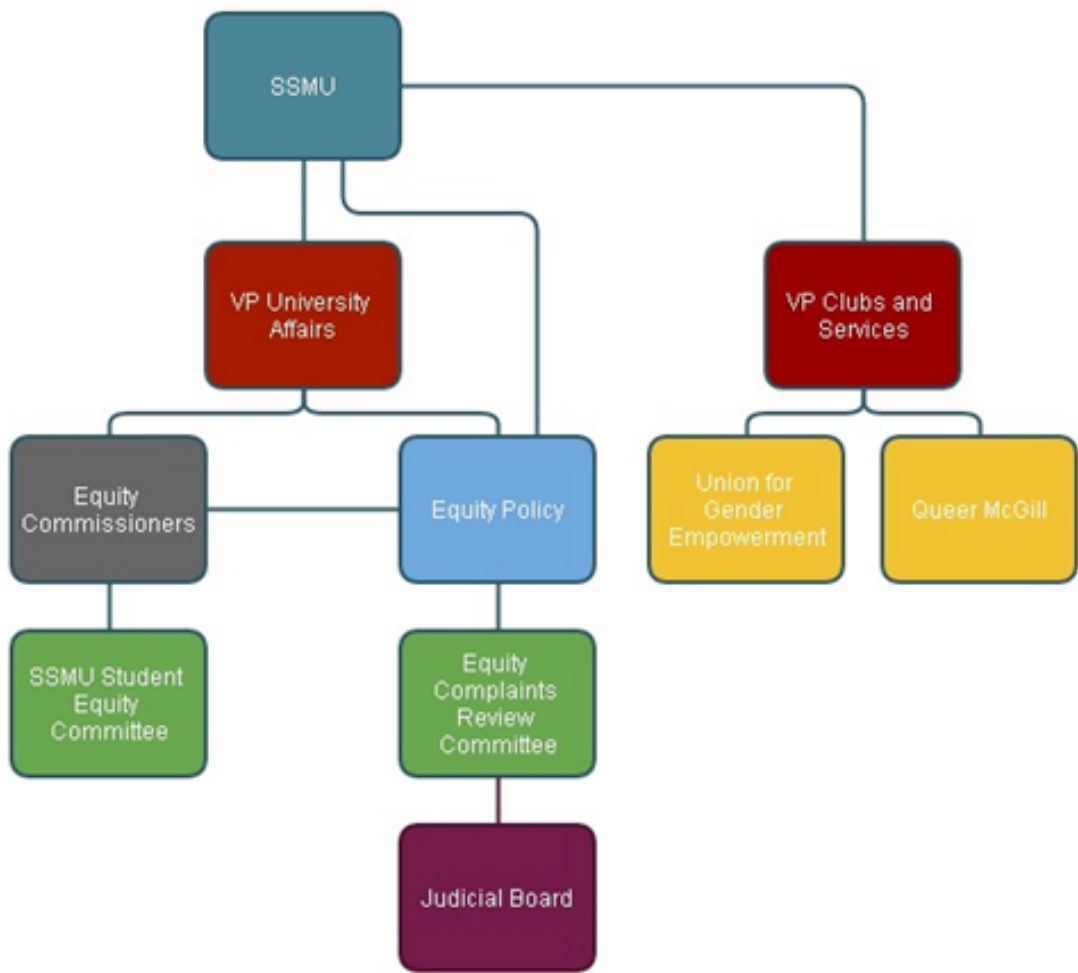 SSMU
VP University
Affairs
VP Clubs and
Services
Equity
Commissioners
Equity Policy
Union for
Gender
Empowerment
Queer McGill
SSMU Student
Equity
Committee
Equity
Complaints
Review
Committee
Judicial Board